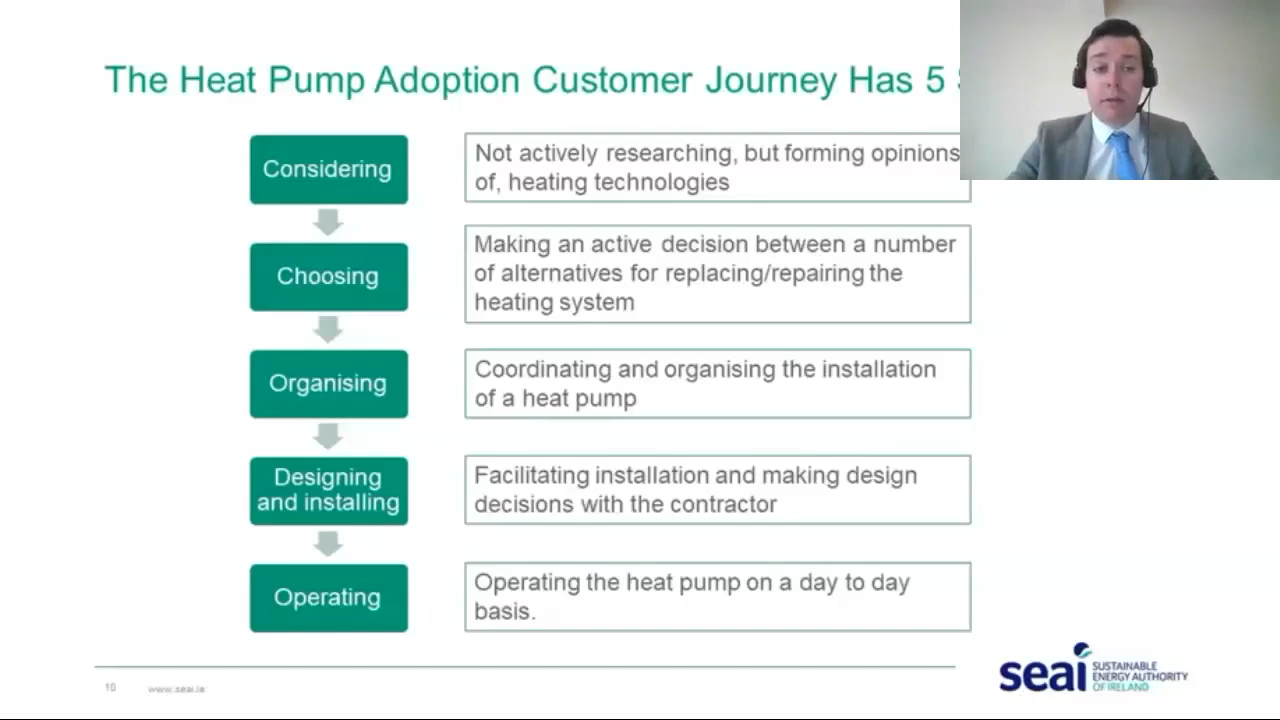 The Heat Pump Adoption Customer Journey Has 5
Considering
Not actively researching, but forming opinions
of, heating technologies
Choosing
Making an active decision between a number
of alternatives for replacing/repairing the
heating system
Organising
Coordinating and organising the installation
of a heat pump
Designing
and installing
Facilitating installation and making design
decisions with the contractor
Operating
Operating the heat pump on a day to day
basis.
10
www.seai.ie
seai
SUSTAINABLE
ENERGY AUTHORITY
OF IRELAND